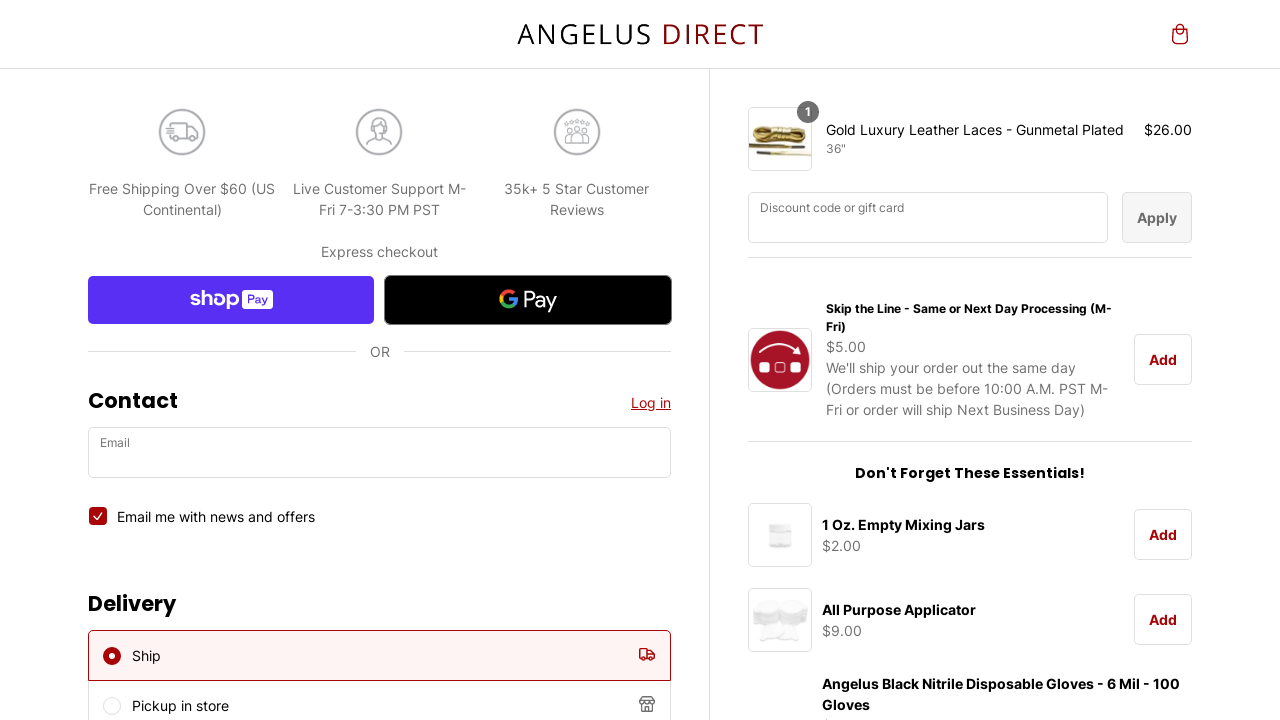 ANGELUS DIRECT
Free Shipping Over $60 (US
Continental)
Live Customer Support M-
Fri 7-3:30 PM PST
35k+ 5 Star Customer
Reviews
Express checkout
shop Pay
G Pay
OR
Contact
Log in
Email
Email me with news and offers
Delivery
Ship
Pickup in store
1
Gold Luxury Leather Laces - Gunmetal Plated
$26.00
36"
Discount code or gift card
Apply
Skip the Line - Same or Next Day Processing (M-
Fri)
$5.00
We'll ship your order out the same day
(Orders must be before 10:00 A.M. PST M-
Fri or order will ship Next Business Day)
Add
Don't Forget These Essentials!
1 Oz. Empty Mixing Jars
$2.00
Add
All Purpose Applicator
$9.00
Add
Angelus Black Nitrile Disposable Gloves - 6 Mil - 100
Gloves